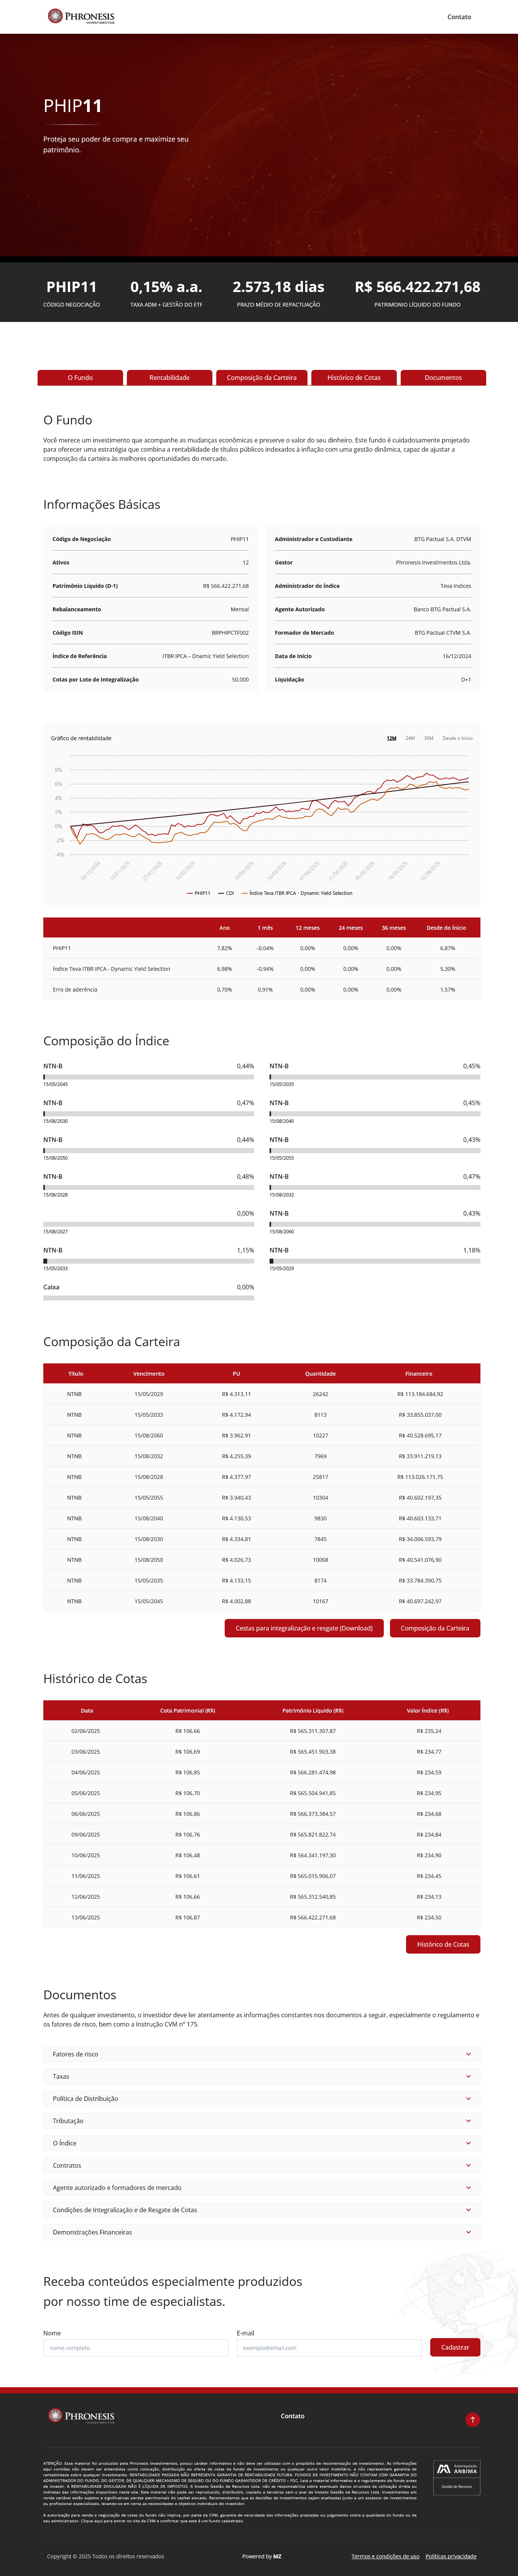 PHRONESIS
INVESTIMENTOS
Contato
PHIP11
Proteja seu poder de compra e maximize seu
patrimônio.
PHIP11
CÓDIGO NEGOCIAÇÃO
0,15% a.a.
TAXA ADM + GESTÃO DO ETF
2.573,18 dias
PRAZO MÉDIO DE REPACTUAÇÃO
R$ 566.422.271,68
PATRIMONIO LÍQUIDO DO FUNDO
O Fundo
Rentabilidade
Composição da Carteira
Histórico de Cotas
Documentos
O Fundo
Você merece um investimento que acompanhe as mudanças econômicas e preserve o valor do seu dinheiro. Este fundo é cuidadosamente projetado
para oferecer uma estratégia que combina a rentabilidade de títulos públicos indexados à inflação com uma gestão dinâmica, capaz de ajustar a
composição da carteira às melhores oportunidades do mercado.
Informações Básicas
Código de Negociação PHIP11
Ativos 12
Patrimônio Líquido (D-1) R$ 566.422.271,68
Rebalanceamento Mensal
Código ISIN BRPHIPCTF002
Índice de Referência ITBR IPCA – Dnamic Yield Selection
Cotas por Lote de Integralização 50.000
Administrador e Custodiante BTG Pactual S.A. DTVM
Gestor Phronesis Investimentos Ltda.
Administrador do Índice Teva Indices
Agente Autorizado Banco BTG Pactual S.A.
Formador de Mercado BTG Pactual CTVM S.A.
Data de Início 16/12/2024
Liquidação D+1
Gráfico de rentabilidade
12M 24M 36M Desde o Início
8%
6%
4%
2%
0%
-2%
-4%
PHIP11 CDI Índice Teva ITBR IPCA - Dynamic Yield Selection
Ano 1 mês 12 meses 24 meses 36 meses Desde do Ínício
PHIP11 7,82% -0.04% 0,00% 0,00% 0,00% 6,87%
Índice Teva ITBR IPCA - Dynamic Yield Selection 6,98% -0.94% 0,00% 0,00% 0.00% 5,30%
Erro de aderência 0,70% 0.91% 0,00% 0,00% 0.00% 1,57%
Composição do Índice
NTN-B 0,44%
15/05/2045
NTN-B 0,45%
15/05/2035
NTN-B 0,47%
15/08/2030
NTN-B 0,45%
15/08/2040
NTN-B 0,44%
15/08/2050
NTN-B 0,43%
15/05/2055
NTN-B 0,48%
15/08/2028
NTN-B 0,47%
15/08/2032
0,00%
15/08/2027
NTN-B 0,43%
15/08/2060
NTN-B 1,15%
15/05/2033
NTN-B 1,18%
15/05/2029
Caixa 0,00%
Composição da Carteira
Título Vencimento PU Quantidade Financeiro
NTNB 15/05/2029 R$ 4.313,11 26242 R$ 113.184.684,92
NTNB 15/05/2033 R$ 4.172,94 8113 R$ 33.855.037,00
NTNB 15/08/2060 R$ 3.962,91 10227 R$ 40.528.695,17
NTNB 15/08/2032 R$ 4.255,39 7969 R$ 33.911.219,13
NTNB 15/08/2028 R$ 4.377,97 25817 R$ 113.026.171,75
NTNB 15/05/2055 R$ 3.940,43 10304 R$ 40.602.197,35
NTNB 15/08/2040 R$ 4.130,53 9830 R$ 40.603.133,71
NTNB 15/08/2030 R$ 4.334,81 7845 R$ 34.006.593,79
NTNB 15/08/2050 R$ 4.026,73 10068 R$ 40.541.076,90
NTNB 15/05/2035 R$ 4.133,15 8174 R$ 33.784.390,75
NTNB 15/05/2045 R$ 4.002,88 10167 R$ 40.697.242,97
Cestas para integralização e resgate (Download)
Composição da Carteira
Histórico de Cotas
Data Cota Patrimonial (R$) Patrimônio Líquido (R$) Valor Índice (R$)
02/06/2025 R$ 106,66 R$ 565.311.307,87 R$ 235,24
03/06/2025 R$ 106,69 R$ 565.451.903,38 R$ 234,77
04/06/2025 R$ 106,85 R$ 566.281.474,98 R$ 234,59
05/06/2025 R$ 106,70 R$ 565.504.941,85 R$ 234,95
06/06/2025 R$ 106,86 R$ 566.373.384,57 R$ 234,68
09/06/2025 R$ 106,76 R$ 565.821.822,74 R$ 234,84
10/06/2025 R$ 106,48 R$ 564.341.197,30 R$ 234,90
11/06/2025 R$ 106,61 R$ 565.015.906,07 R$ 234,45
12/06/2025 R$ 106,66 R$ 565.312.540,85 R$ 234,13
13/06/2025 R$ 106,87 R$ 566.422.271,68 R$ 234,50
Histórico de Cotas
Documentos
Antes de qualquer investimento, o investidor deve ler atentamente as informações constantes nos documentos a seguir, especialmente o regulamento e
os fatores de risco, bem como a Instrução CVM nº 175.
Fatores de risco
Taxas
Política de Distribuição
Tributação
O Índice
Contratos
Agente autorizado e formadores de mercado
Condições de Integralização e de Resgate de Cotas
Demonstrações Financeiras
Receba conteúdos especialmente produzidos
por nosso time de especialistas.
Nome
nome completo
E-mail
exemplo@email.com
Cadastrar
PHRONESIS
INVESTIMENTOS
Contato
Autorregulação
ANBIMA
Gestão de Recursos
Copyright © 2025 Todos os direitos reservados
Powered by MZ
Termos e condições de uso
Políticas privacidade